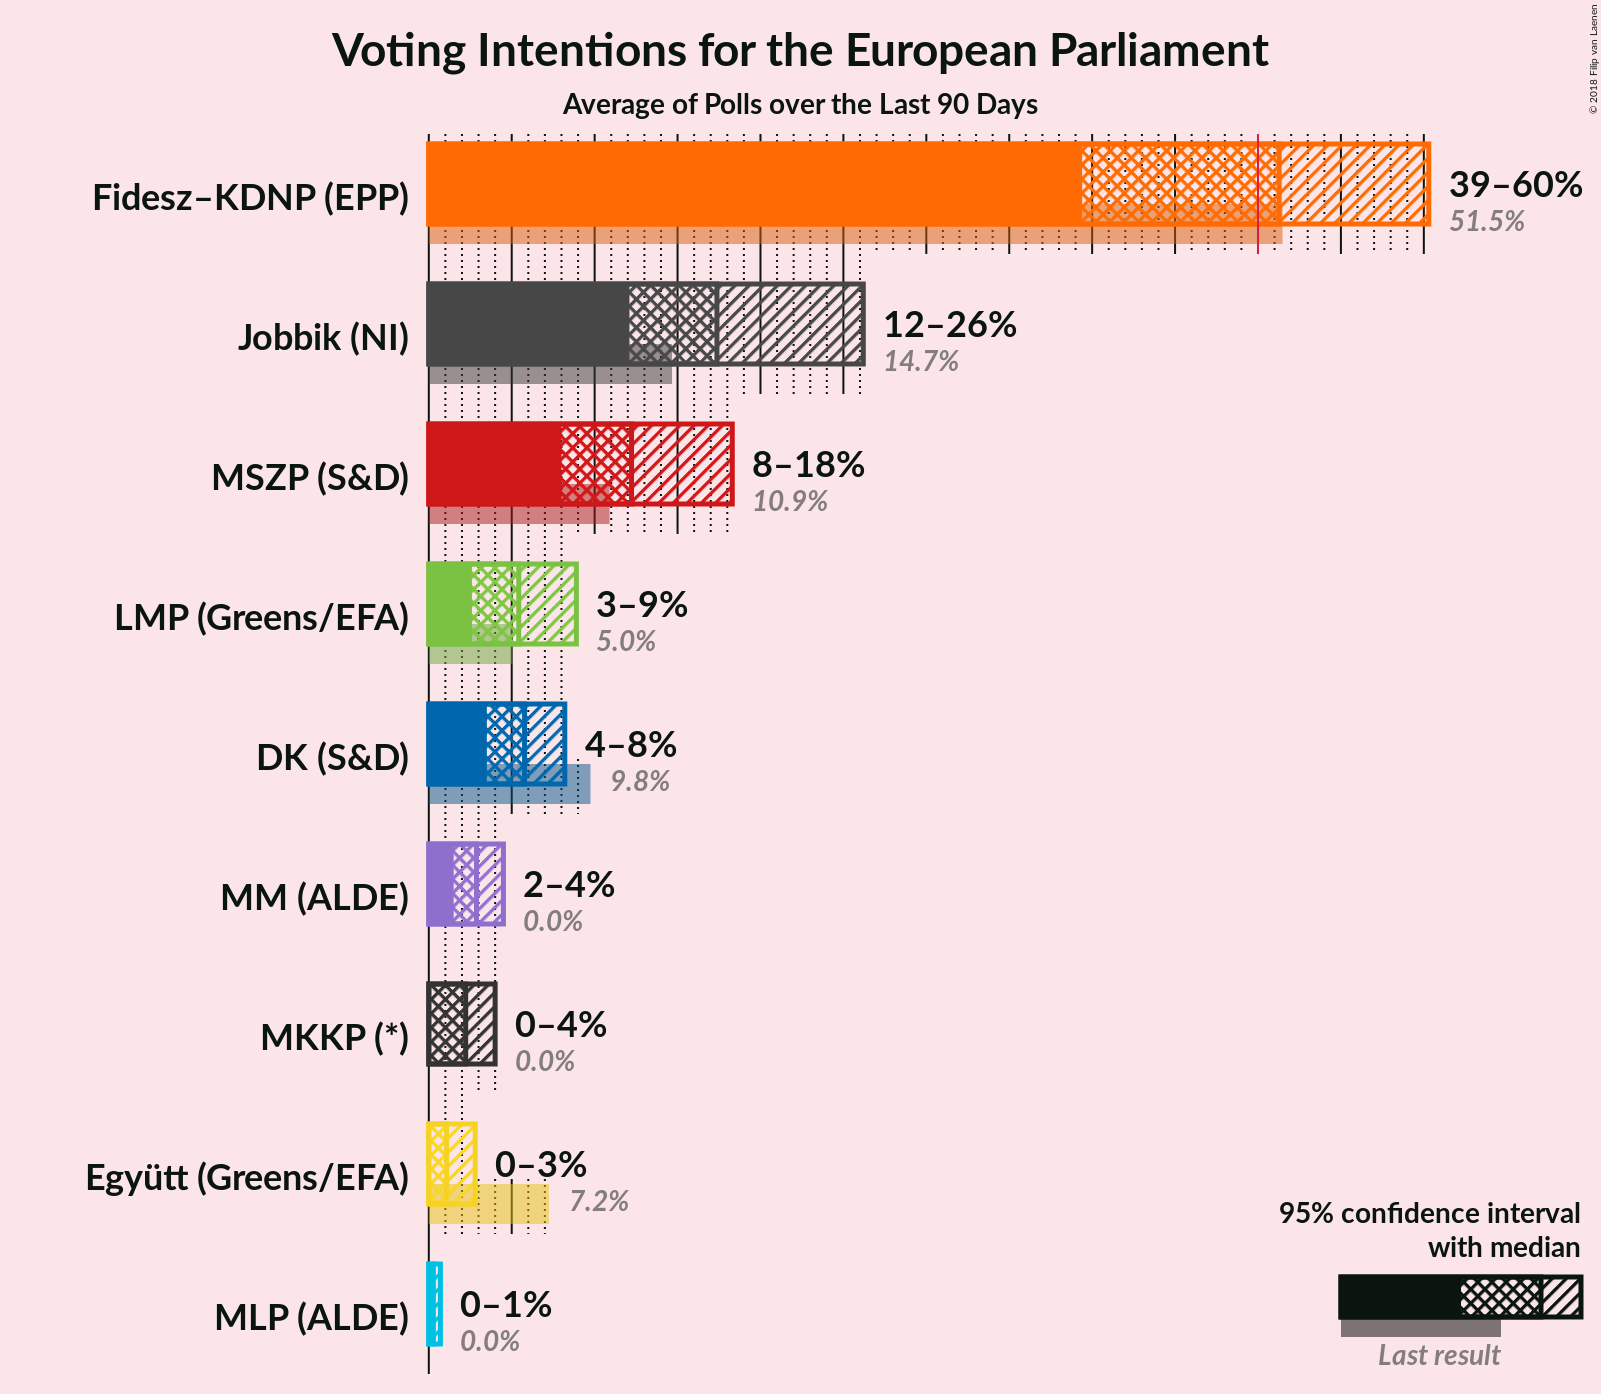 Voting Intentions for the European Parliament
Average of Polls over the Last 90 Days
© 2018 Filip van Laenen
Fidesz–KDNP (EPP)
39–60%
51.5%
Jobbik (NI)
12–26%
14.7%
MSZP (S&D)
8–18%
10.9%
LMP (Greens/EFA)
3–9%
5.0%
DK (S&D)
4–8%
9.8%
MM (ALDE)
2–4%
0.0%
MKKP (*)
0–4%
0.0%
Együtt (Greens/EFA)
0–3%
7.2%
MLP (ALDE)
0–1%
0.0%
95% confidence interval
with median
Last result